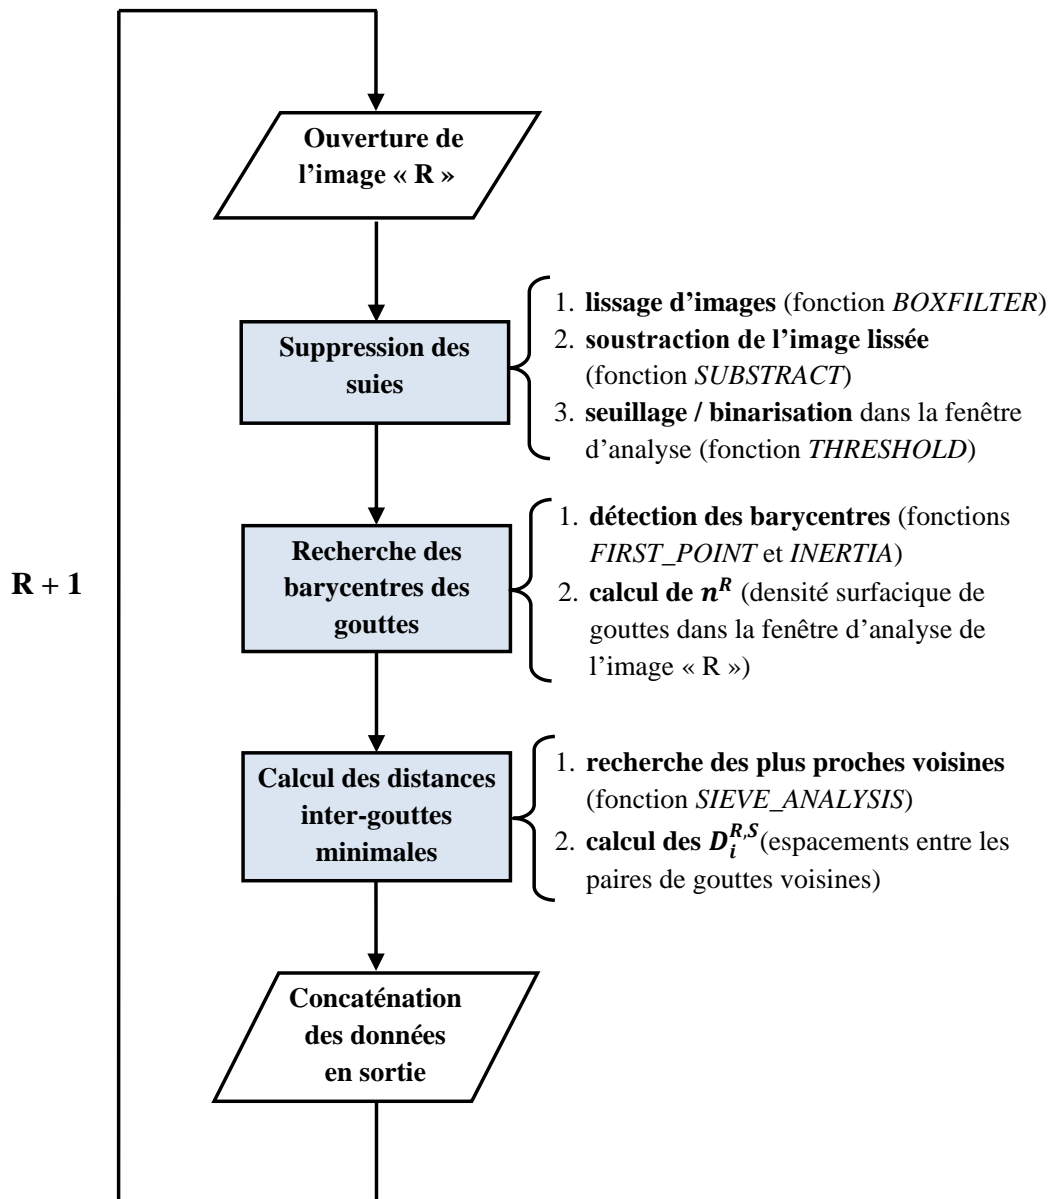 Ouverture de
l'image « R »
Suppression des
suies
1. lissage d'images (fonction BOXFILTER)
2. soustraction de l'image lissée
(fonction SUBSTRACT)
3. seuillage / binarisation dans la fenêtre
d'analyse (fonction THRESHOLD)
R + 1
Recherche des
barycentres des
gouttes
1. détection des barycentres (fonctions
FIRST_POINT et INERTIA)
2. calcul de n^R (densité surfacique de
gouttes dans la fenêtre d'analyse de
l'image « R »)
Calcul des distances
inter-gouttes
minimales
1. recherche des plus proches voisines
(fonction SIEVE_ANALYSIS)
2. calcul des D_i^{R,S}(espacements entre les
paires de gouttes voisines)
Concaténation
des données
en sortie